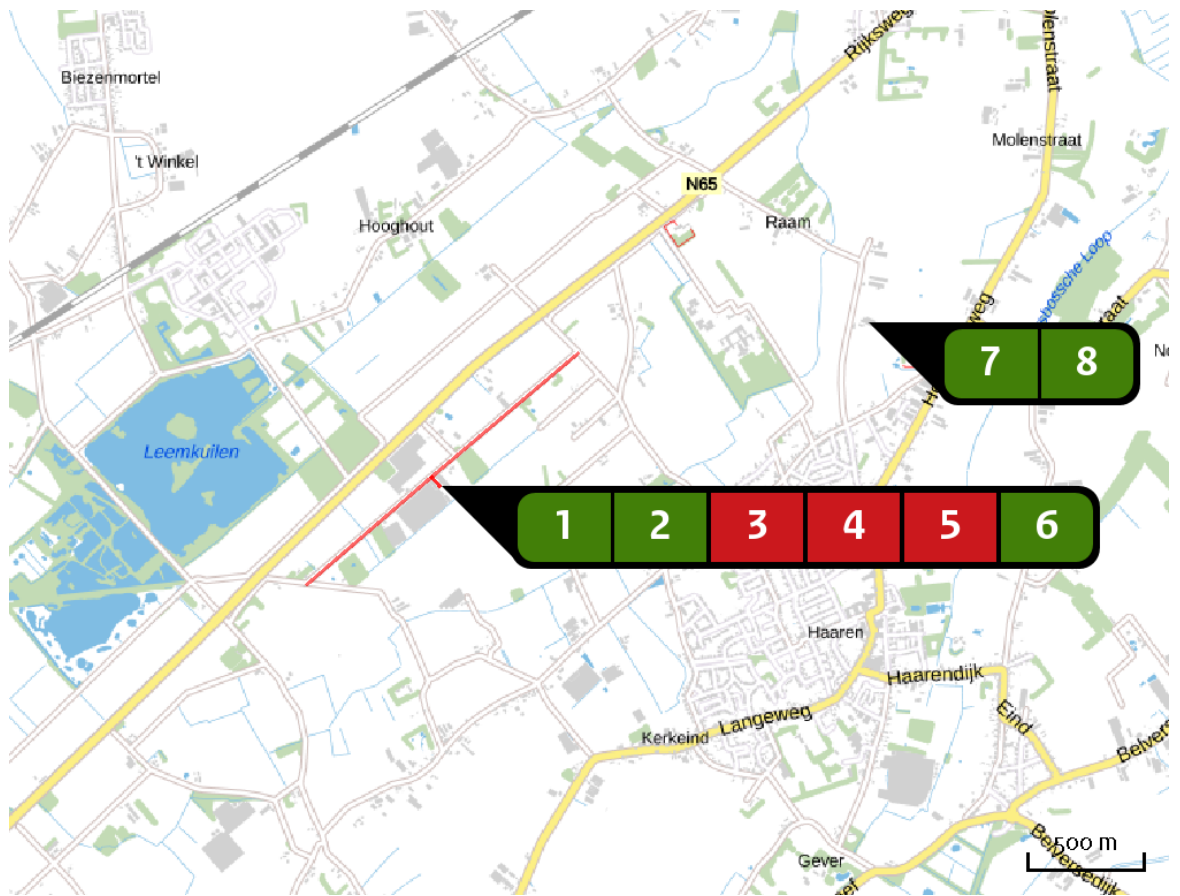 Rijksweg
Biezenmortel
Molenstraat
't Winkel
N65
Hooghout
Raam
7 8
Leemkuilen
1 2 3 4 5 6
Haaren
Haarendijk
Langeweg
Eind
Kerkeind
500 m
Gever
Belversedijk